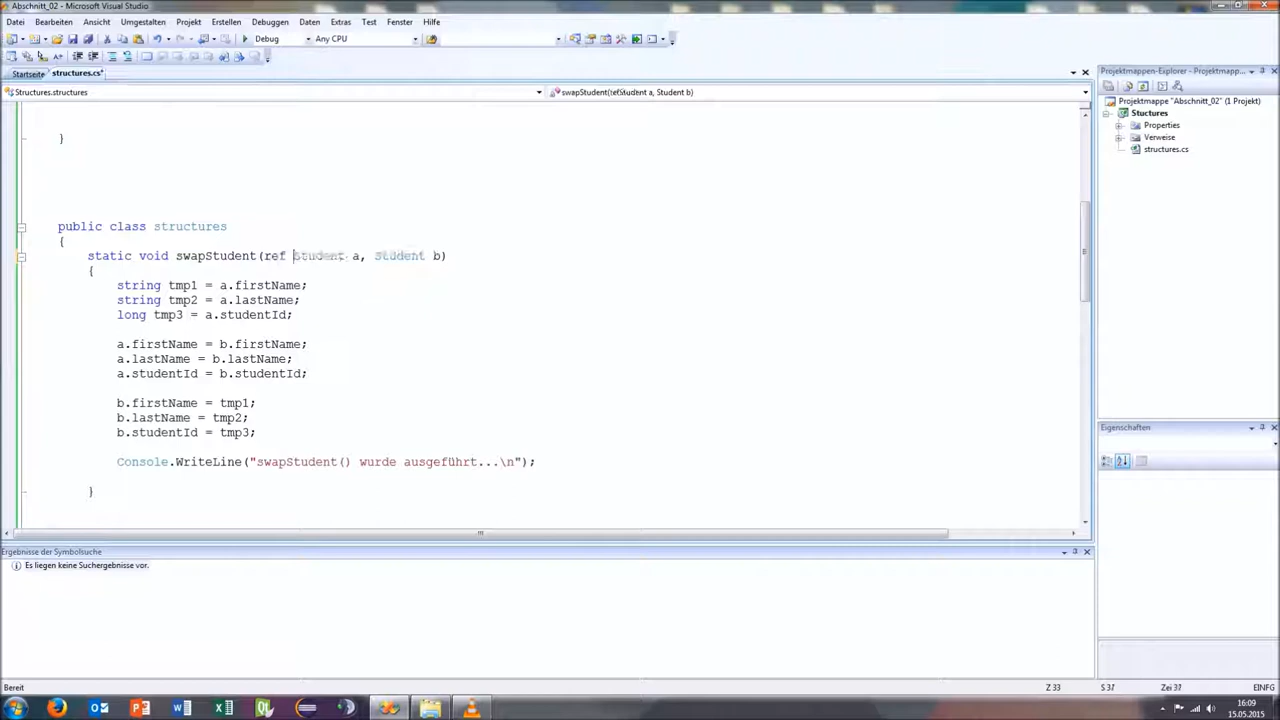 Abschnitt_02 - Microsoft Visual Studio
Datei Bearbeiten Ansicht Umgestalten Projekt Erstellen Debuggen Daten Extras Test Fenster Hilfe
Debug Any CPU
Startseite structures.cs*
Structures.structures swapStudent(ref Student a, Student b)
}
public class structures
{
static void swapStudent(ref Student a, Student b)
{
string tmp1 = a.firstName;
string tmp2 = a.lastName;
long tmp3 = a.studentId;
a.firstName = b.firstName;
a.lastName = b.lastName;
a.studentId = b.studentId;
b.firstName = tmp1;
b.lastName = tmp2;
b.studentId = tmp3;
Console.WriteLine("swapStudent() wurde ausgeführt...\n");
}
Projektmappen-Explorer - Projektmapp...
Projektmappe "Abschnitt_02" (1 Projekt)
Stuctures
Properties
Verweise
structures.cs
Eigenschaften
Ergebnisse der Symbolsuche
Es liegen keine Suchergebnisse vor.
Bereit Z 33 S 37 Zei 37 EINFG
16:09
15.05.2015